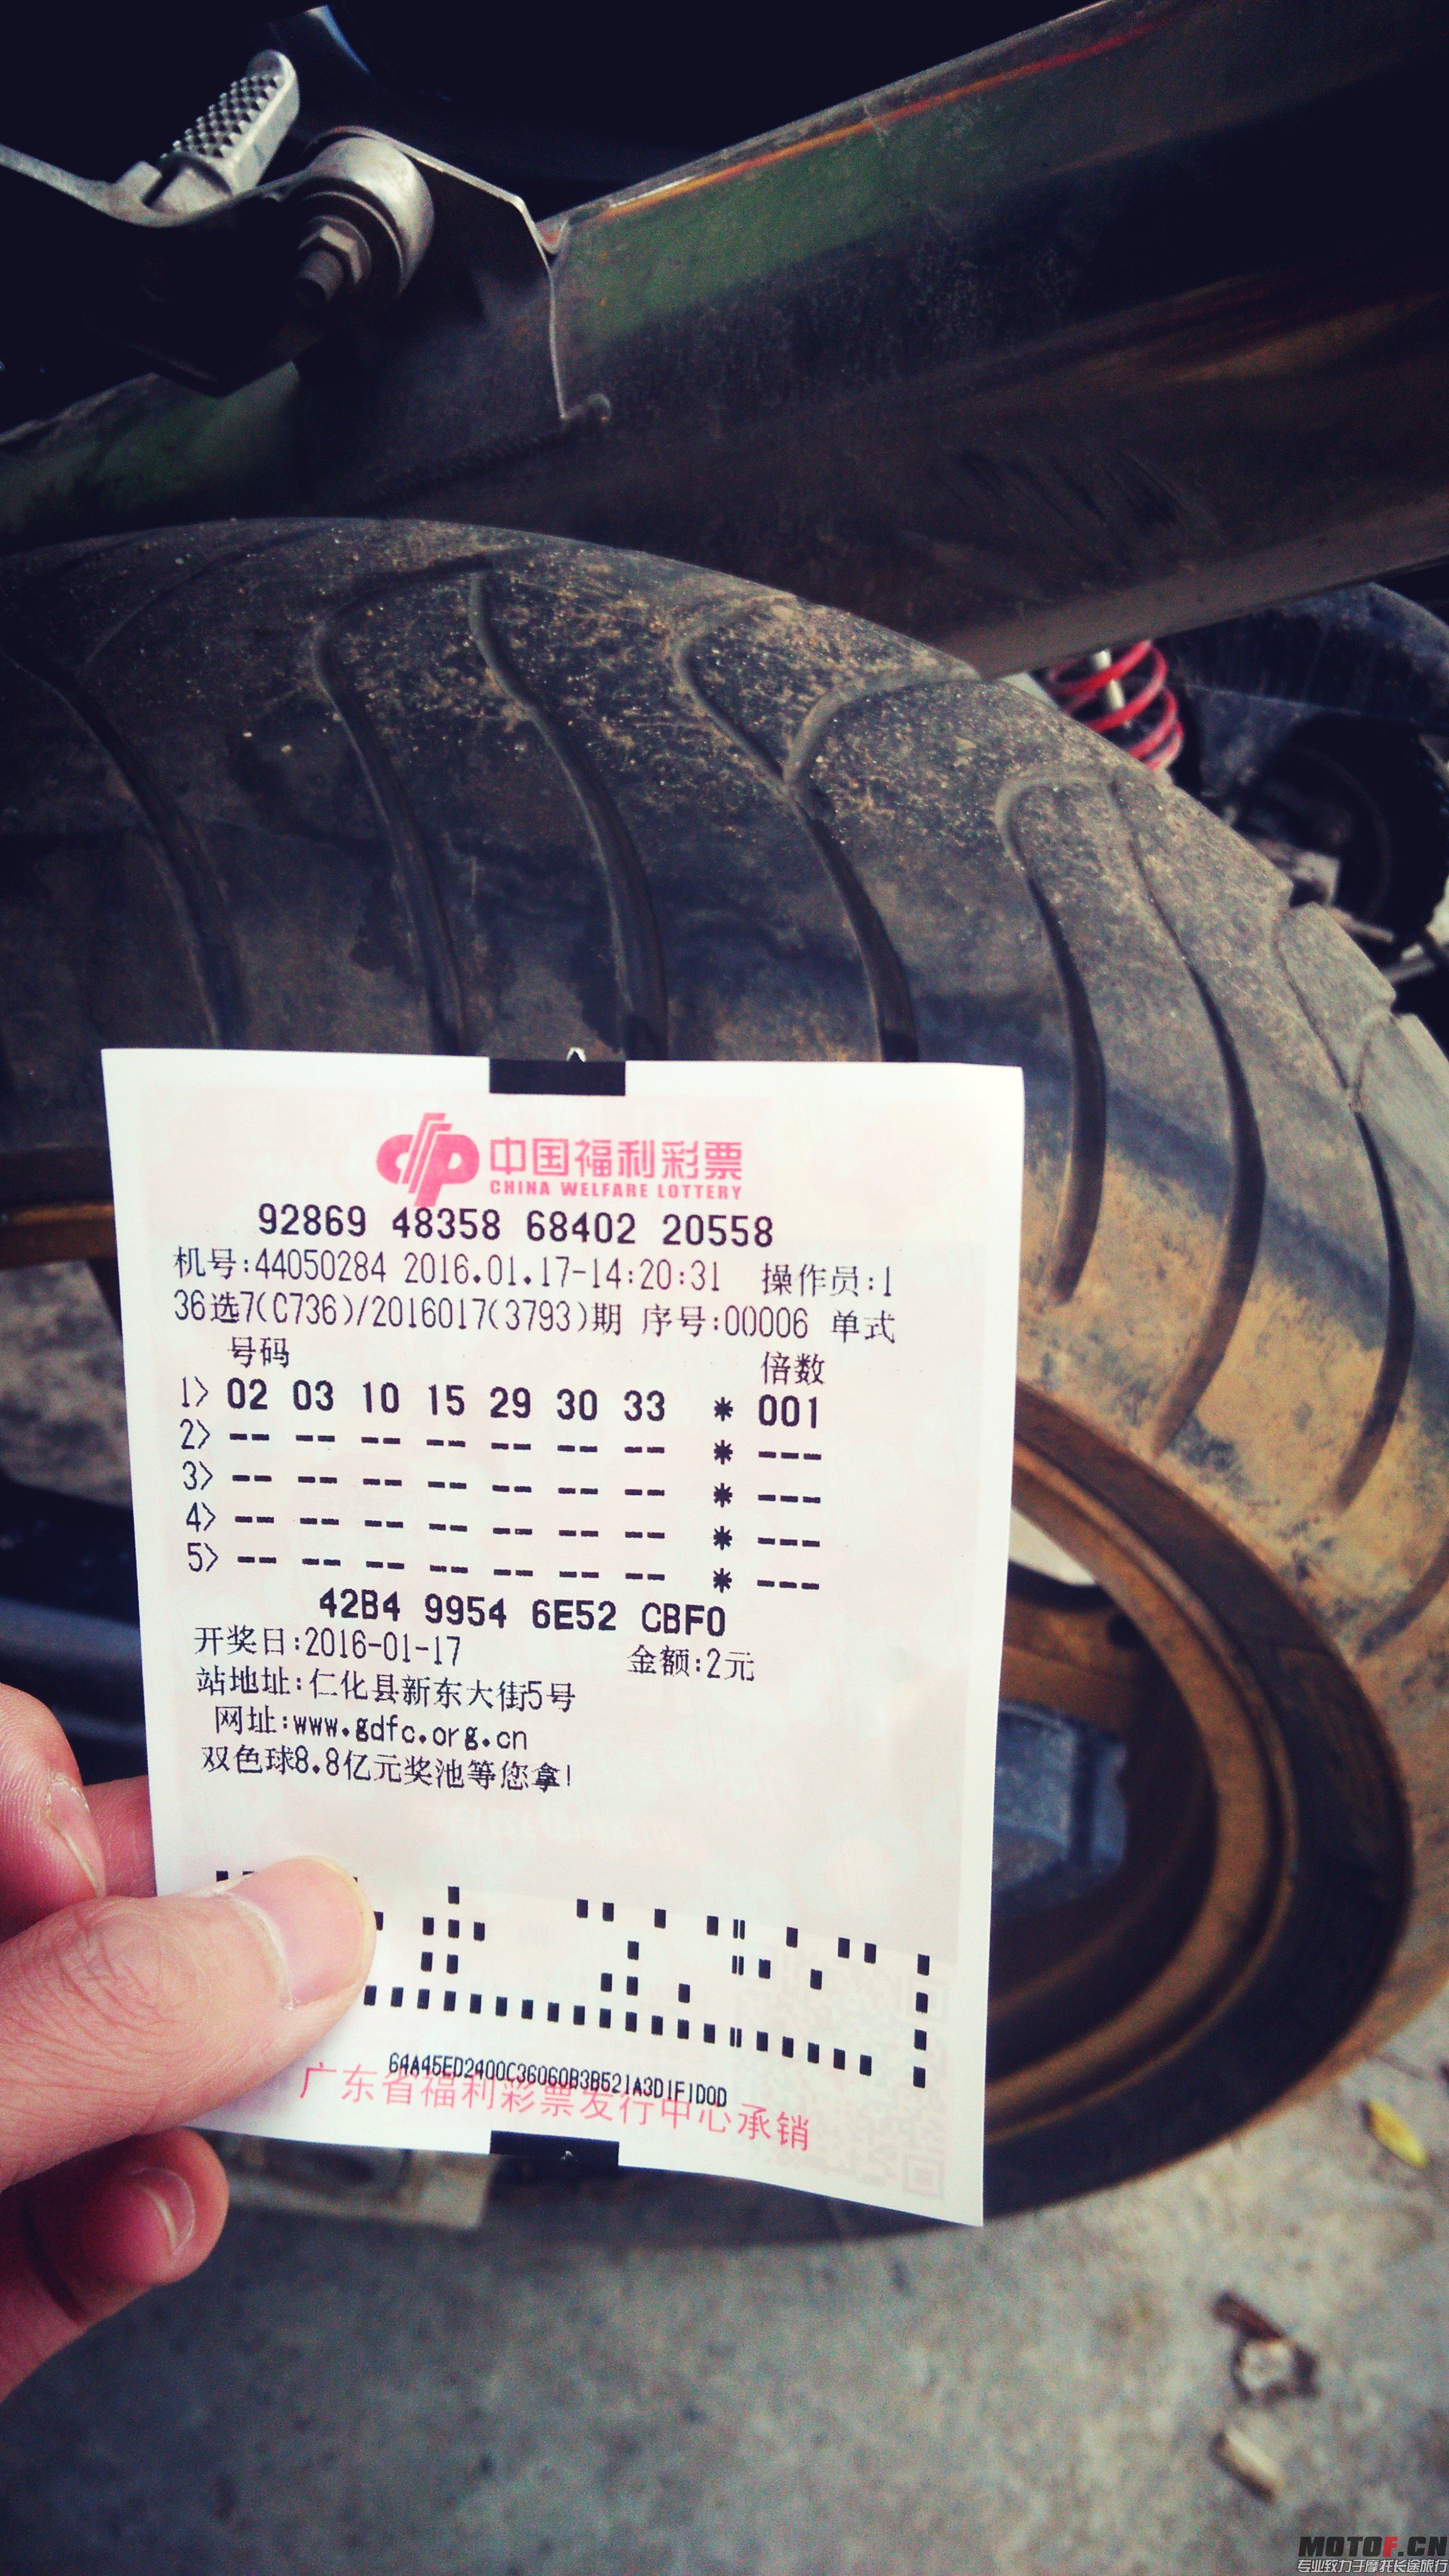 中国福利彩票
CHINA WELFARE LOTTERY
92869 48358 68402 20558
机号:44050284 2016.01.17-14:20:31 操作员:1
36选7(C736)/2016017(3793)期 序号:00006 单式
号码 倍数
1> 02 03 10 15 29 30 33 * 001
2> -- -- -- -- -- -- -- * ---
3> -- -- -- -- -- -- -- * ---
4> -- -- -- -- -- -- -- * ---
5> -- -- -- -- -- -- -- * ---
42B4 9954 6E52 CBF0
开奖日:2016-01-17 金额:2元
站地址:仁化县新东大街5号
网址:www.gdfc.org.cn
双色球8.8亿元奖池等您拿!
64A45ED2400C36060B3B521A3D1F1D0D
广东省福利彩票发行中心承销
MOTOF.CN
专业致力于摩托长途旅行